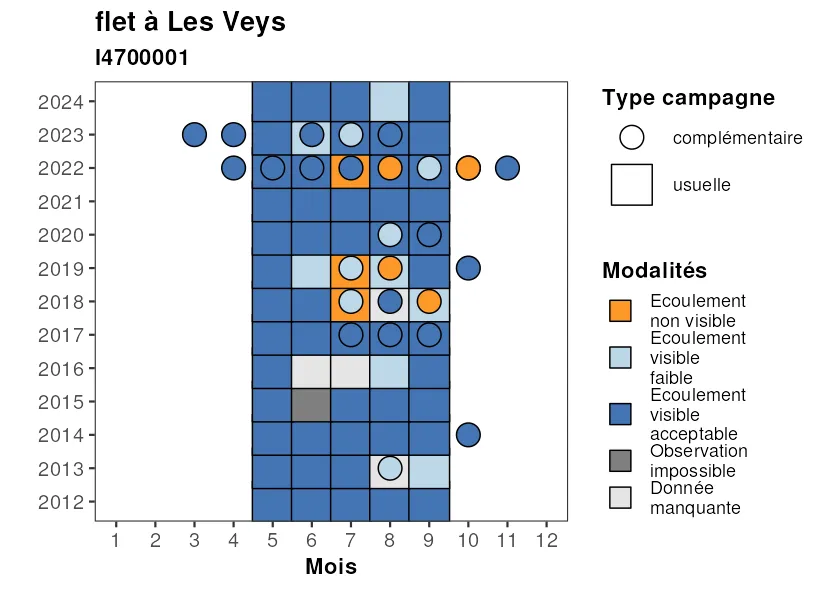 flet à Les Veys
I4700001
2024
2023
2022
2021
2020
2019
2018
2017
2016
2015
2014
2013
2012
1 2 3 4 5 6 7 8 9 10 11 12
Mois
Type campagne
complémentaire
usuelle
Modalités
Ecoulement
non visible
Ecoulement
visible
faible
Ecoulement
visible
acceptable
Observation
impossible
Donnée
manquante